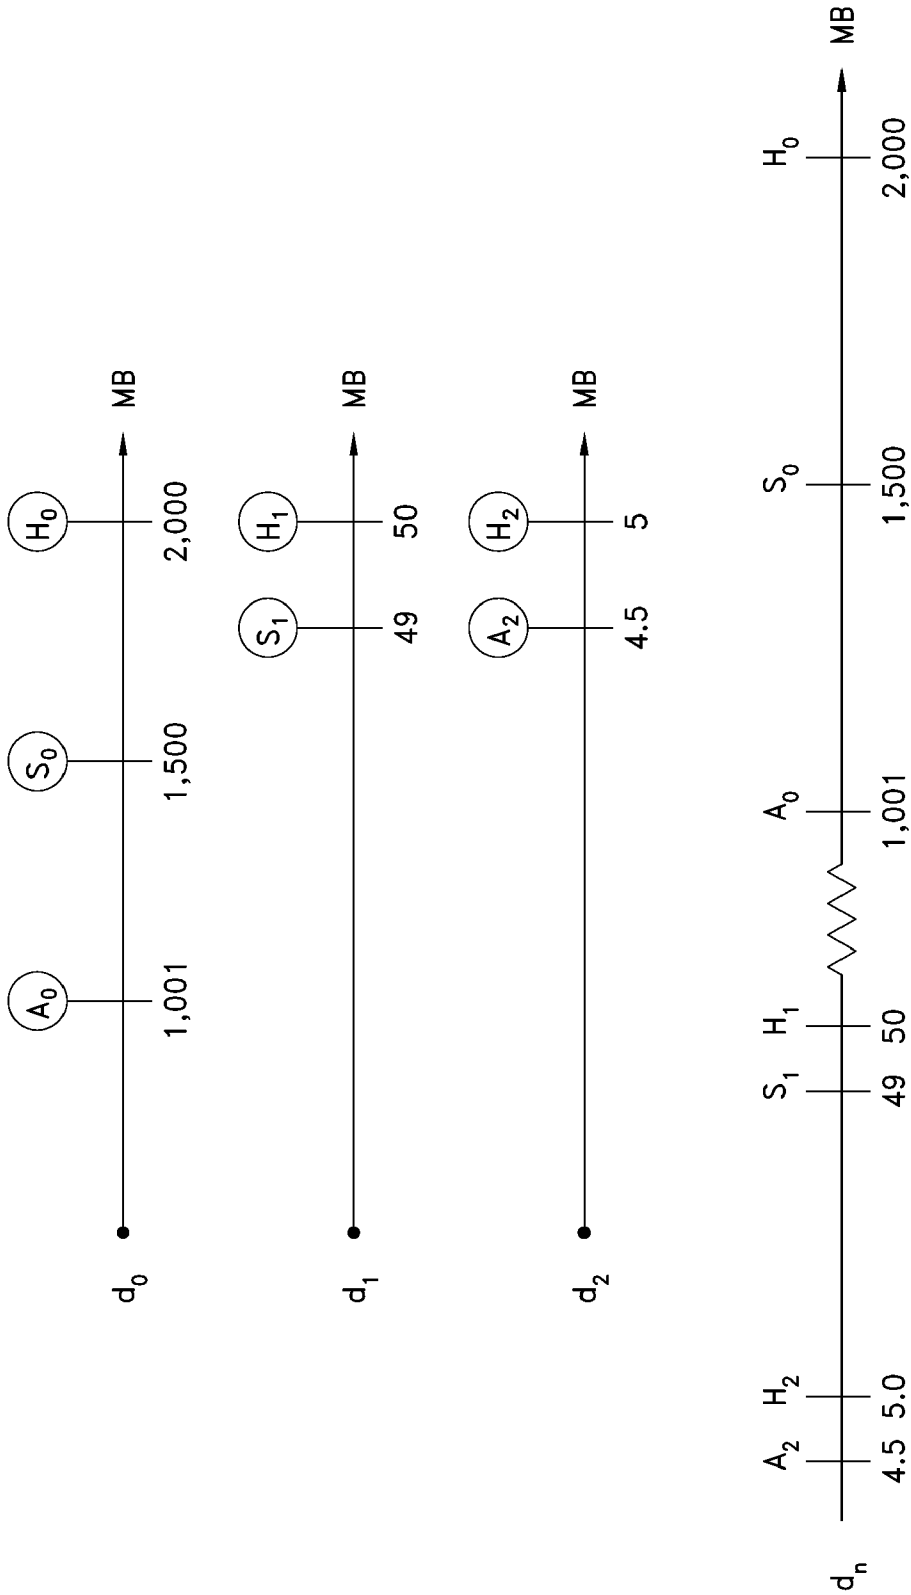 A₀ S₀ H₀
d₀ MB
1,001 1,500 2,000
S₁ H₁
d₁ MB
49 50
A₂ H₂
d₂ MB
4.5 5
A₂ H₂ S₁ H₁ A₀ S₀ H₀
dₙ MB
4.5 5.0 49 50 1,001 1,500 2,000